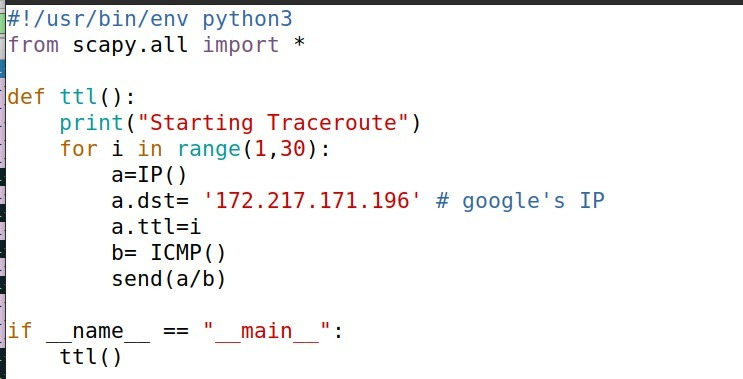 #!/usr/bin/env python3
from scapy.all import *
def ttl():
    print("Starting Traceroute")
    for i in range(1,30):
        a=IP()
        a.dst= '172.217.171.196' # google's IP
        a.ttl=i
        b= ICMP()
        send(a/b)
if __name__ == "__main__":
    ttl()